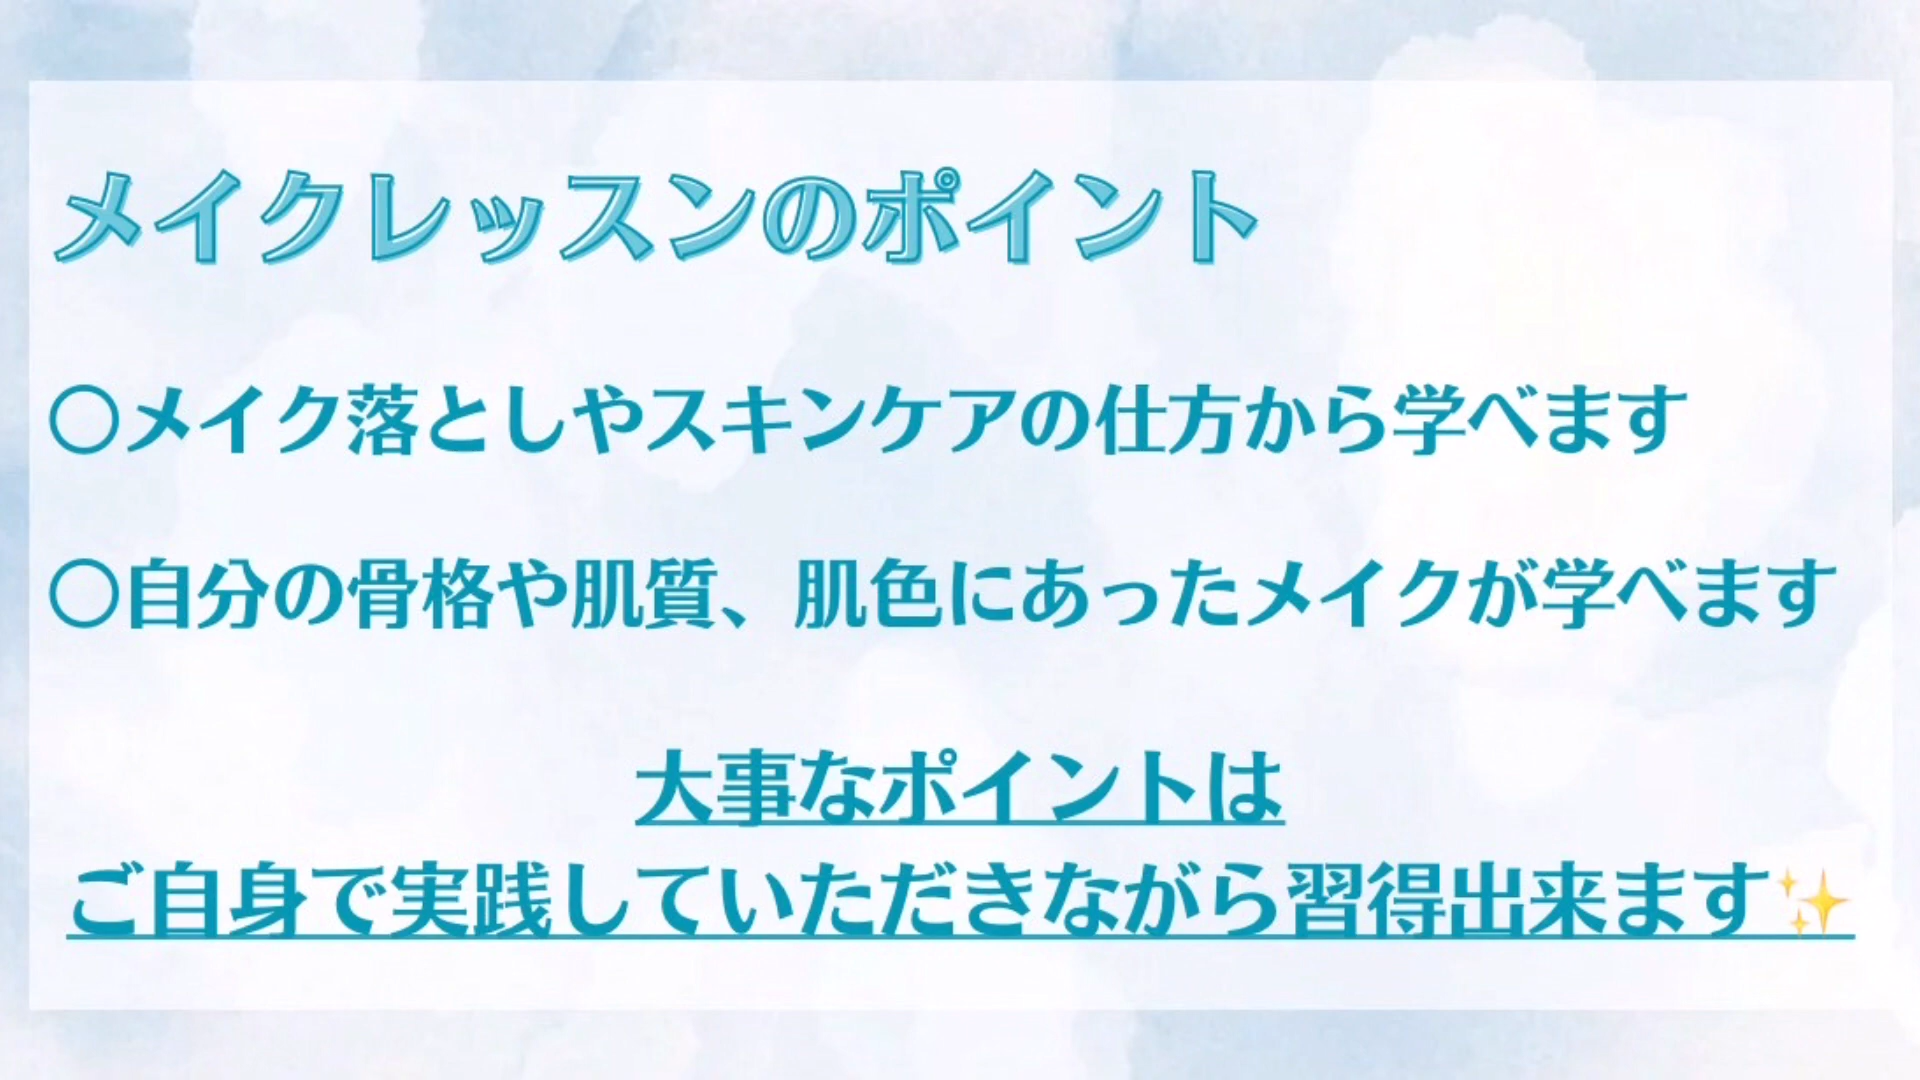 メイクレッスンのポイント
〇メイク落としやスキンケアの仕方から学べます
〇自分の骨格や肌質、肌色にあったメイクが学べます
大事なポイントは
ご自身で実践していただきながら習得出来ます✨